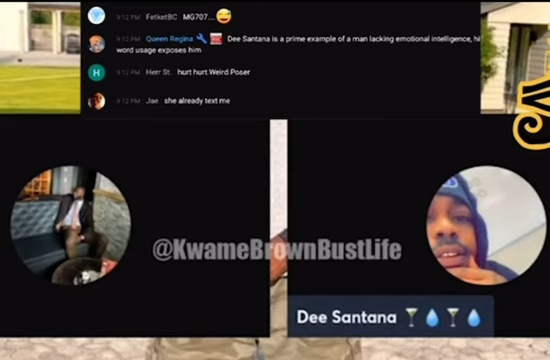 9:12 PM FetketBC MG707....😅
9:12 PM Queen Regina 🔧 Dee Santana is a prime example of a man lacking emotional intelligence, hi
word usage exposes him
9:12 PM Herr St. hurt hurt.Weird Poser
9:12 PM Jae she already text me
H
@KwameBrownBustLife
Dee Santana 🍸💧🍸💧